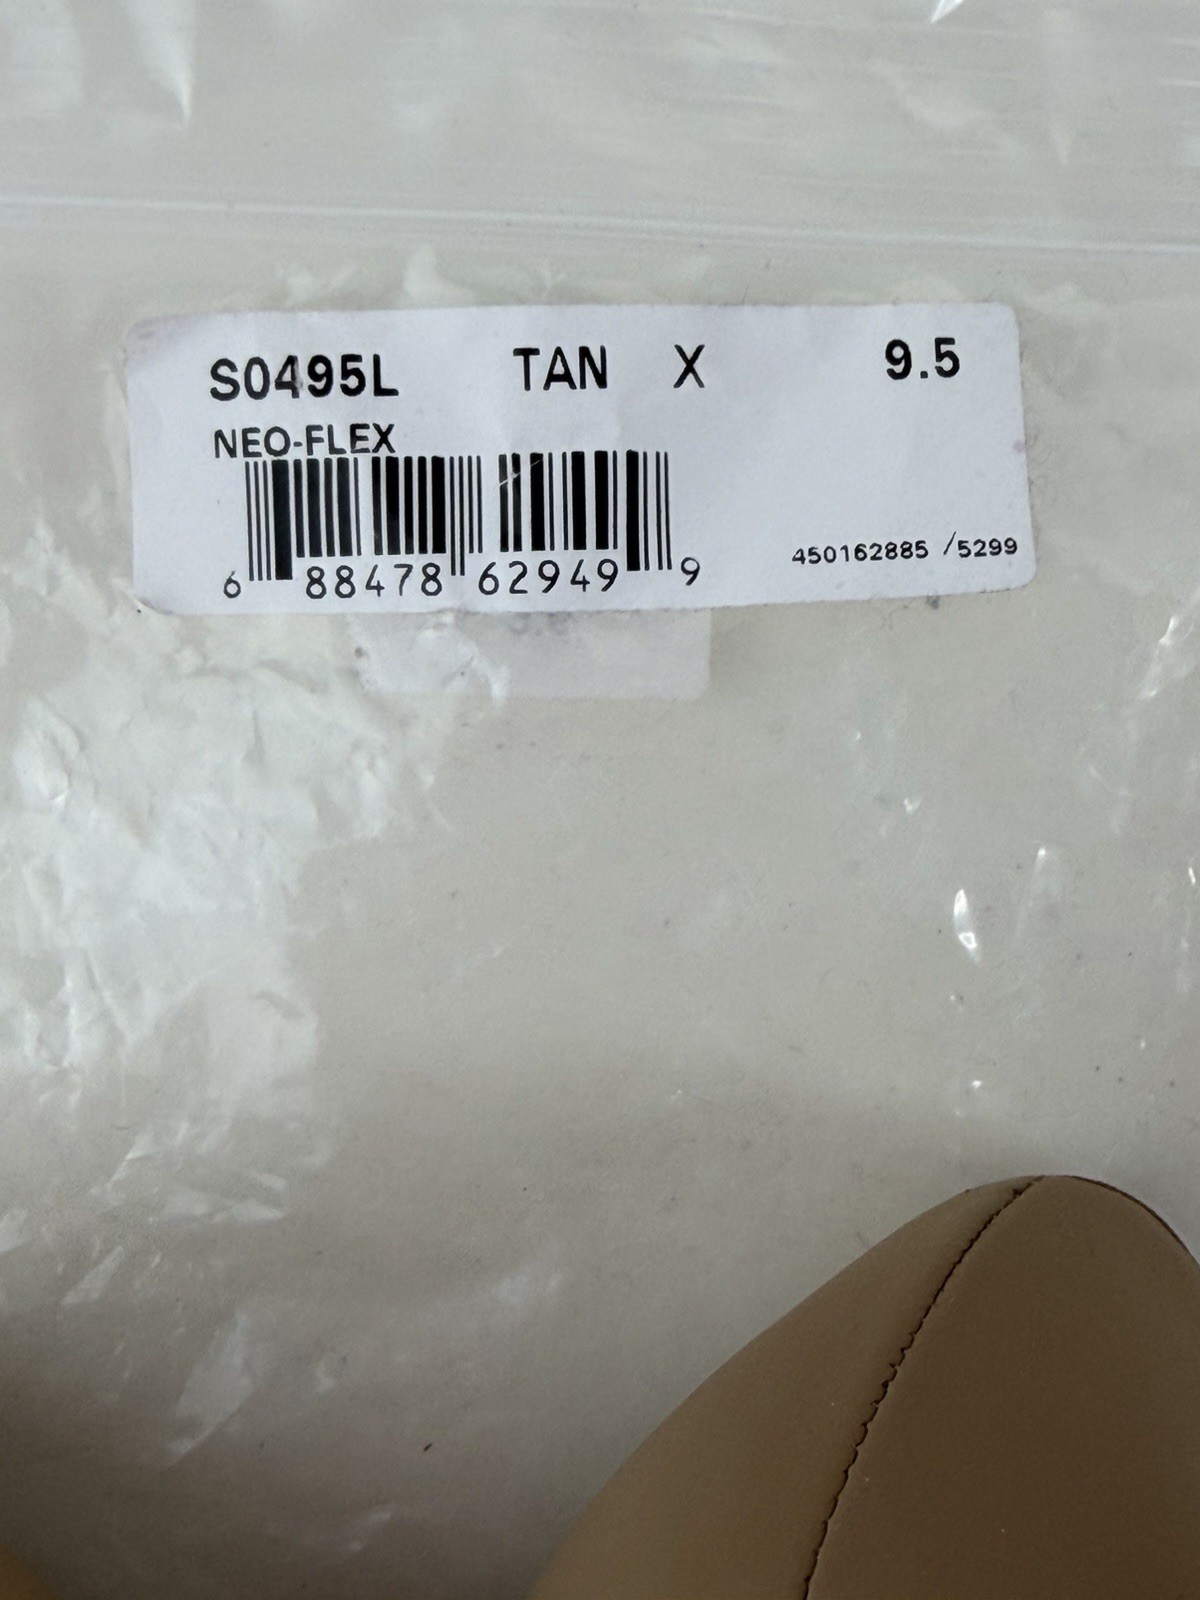 S0495L TAN X 9.5
NEO-FLEX
6 88478 62949 9
450162885 /5299